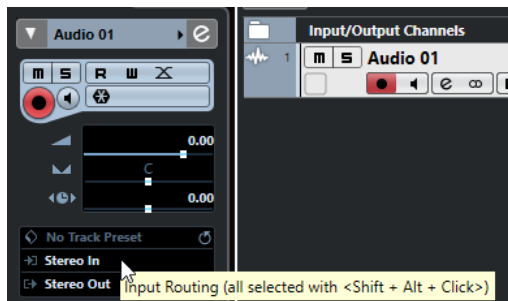 Audio 01
m S R W
0.00
C
0.00
No Track Preset
Stereo In
Stereo Out
Input/Output Channels
1 m S Audio 01
e
Input Routing (all selected with <Shift + Alt + Click>)